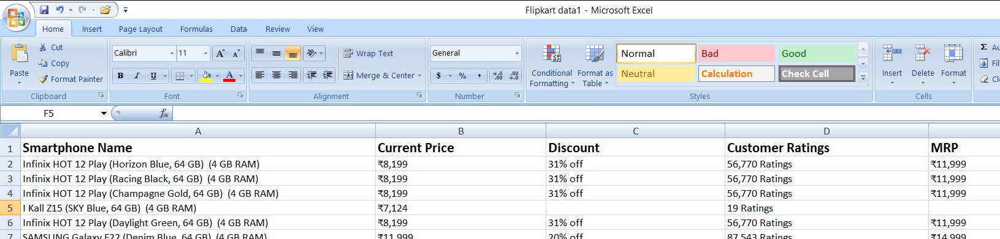 Flipkart data1 - Microsoft Excel
Home Insert Page Layout Formulas Data Review View
Paste
Cut
Copy
Format Painter
Clipboard
Calibri 11 A A
B I U A
Font
Wrap Text
Merge & Center
Alignment
General
$ % , .00 .00
Number
Conditional Formatting
Format as Table
Normal Bad Good
Neutral Calculation Check Cell
Styles
Insert Delete Format
Cells
Σ
F5 fx
A B C D
1 Smartphone Name Current Price Discount Customer Ratings MRP
2 Infinix HOT 12 Play (Horizon Blue, 64 GB) (4 GB RAM) ₹8,199 31% off 56,770 Ratings ₹11,999
3 Infinix HOT 12 Play (Racing Black, 64 GB) (4 GB RAM) ₹8,199 31% off 56,770 Ratings ₹11,999
4 Infinix HOT 12 Play (Champagne Gold, 64 GB) (4 GB RAM) ₹8,199 31% off 56,770 Ratings ₹11,999
5 I Kall Z15 (SKY Blue, 64 GB) (4 GB RAM) ₹7,124 19 Ratings
6 Infinix HOT 12 Play (Daylight Green, 64 GB) (4 GB RAM) ₹8,199 31% off 56,770 Ratings ₹11,999
7 SAMSUNG Galaxy F22 (Denim Blue, 64 GB) (4 GB RAM) ₹11,999 20% off 87,543 Ratings ₹14,999